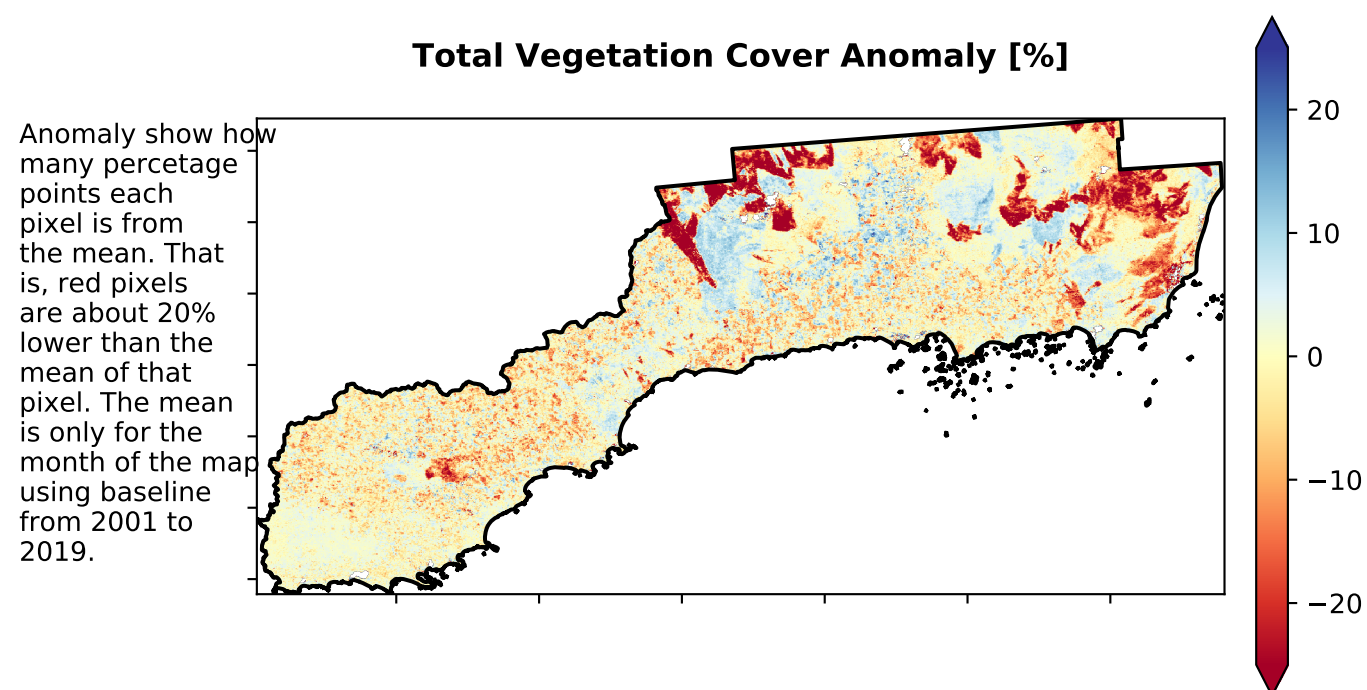 Total Vegetation Cover Anomaly [%]
Anomaly show how
many percetage
points each
pixel is from
the mean. That
is, red pixels
are about 20%
lower than the
mean of that
pixel. The mean
is only for the
month of the map
using baseline
from 2001 to
2019.
20
10
0
−10
−20